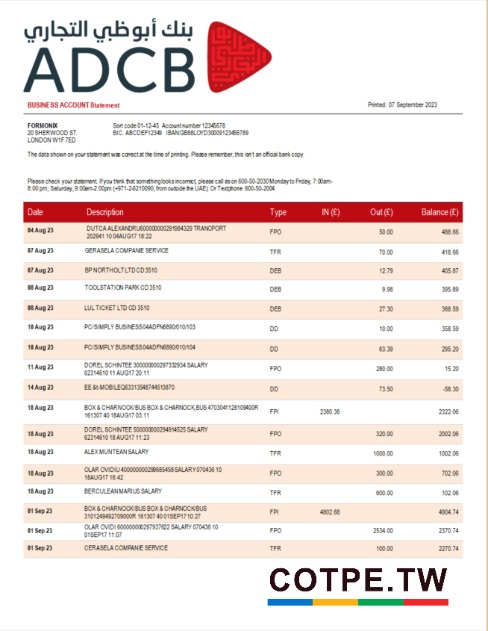 بنك أبوظبي التجاري
ADCB
BUSINESS ACCOUNT Statement
Printed: 07 September 2023
FORMONIX
Sort code 01-12-45 Account number 12345678
20 SHERWOOD ST.
BIC: ABCDEF12349 IBAN:GB88LOYD30009123456789
LONDON W1F 7ED
The data shown on your statement was correct at the time of printing. Please remember, this isn't an official bank copy.
Please check your statement. If you think that something looks incorrect, please call as on 600-50-2030 Monday to Friday, 7:00am-
8:00 pm, Saturday, 9:00am-2:00pm (+971-2-6210090, from outside the UAE). Or Textphone 600-50-2004
Date Description Type IN (£) Out (£) Balance (£)
04 Aug 23 DUTCA ALEXANDRU600000000291984329 TRANCPORT FPO 50.00 488.66
202941 10 04AUG17 18:22
07 Aug 23 GERASELA COMPANIE SERVICE TFR 70.00 418.66
07 Aug 23 BP NORTHOLT LTD CD 3510 DEB 12.79 405.87
08 Aug 23 TOOLSTATION PARK CD 3510 DEB 9.98 395.89
08 Aug 23 LUL TICKET LTD CD 3510 DEB 27.30 368.59
10 Aug 23 PC/SIMPLY BUSINESS04ADFN6890/010/103 DD 10.00 358.59
10 Aug 23 PC/SIMPLY BUSINESS04ADFN6890/010/104 DD 63.39 295.20
11 Aug 23 DOREL SCHINTEE 300000000297332934 SALARY FPO 280.00 15.20
62314610 11 AUG17 20:11
14 Aug 23 EE &t-MOBILEQ63313548744513870 DD 73.50 -58.30
18 Aug 23 BOX & CHARNOCK/BUS BOX & CHARNOCK,BUS 4703041128109400R FPI 2380.36 2322.06
161307 40 18AUG17 03:11
18 Aug 23 DOREL SCHINTEE 500000000294914525 SALARY FPO 320.00 2002.06
62314610 18 AUG17 11:23
18 Aug 23 ALEX MUNTEAN SALARY TFR 1000.00 1002.06
18 Aug 23 OLAR OVIDIU 400000000299685458 SALARY 070436 10 FPO 300.00 702.06
18AUG17 18:42
18 Aug 23 BERCULEAN MARIUS SALARY TFR 600.00 102.06
01 Sep 23 BOX & CHARNOCK/BUS BOX & CHARNOCK/BUS FPI 4802.68 4904.74
3101249492709000R 161307 40 01SEP17 10:27
01 Sep 23 OLAR OVIDI 600000000297937622 SALARY 070436 10 FPO 2534.00 2370.74
01SEP17 11:07
01 Sep 23 CERASELA COMPANIE SERVICE TFR 100.00 2270.74
COTPE.TW